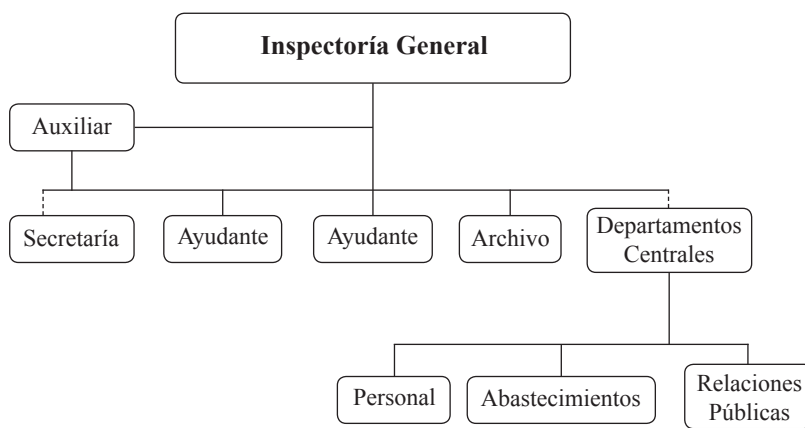 Inspectoría General
Auxiliar
Secretaría
Ayudante
Ayudante
Archivo
Departamentos
Centrales
Personal
Abastecimientos
Relaciones
Públicas